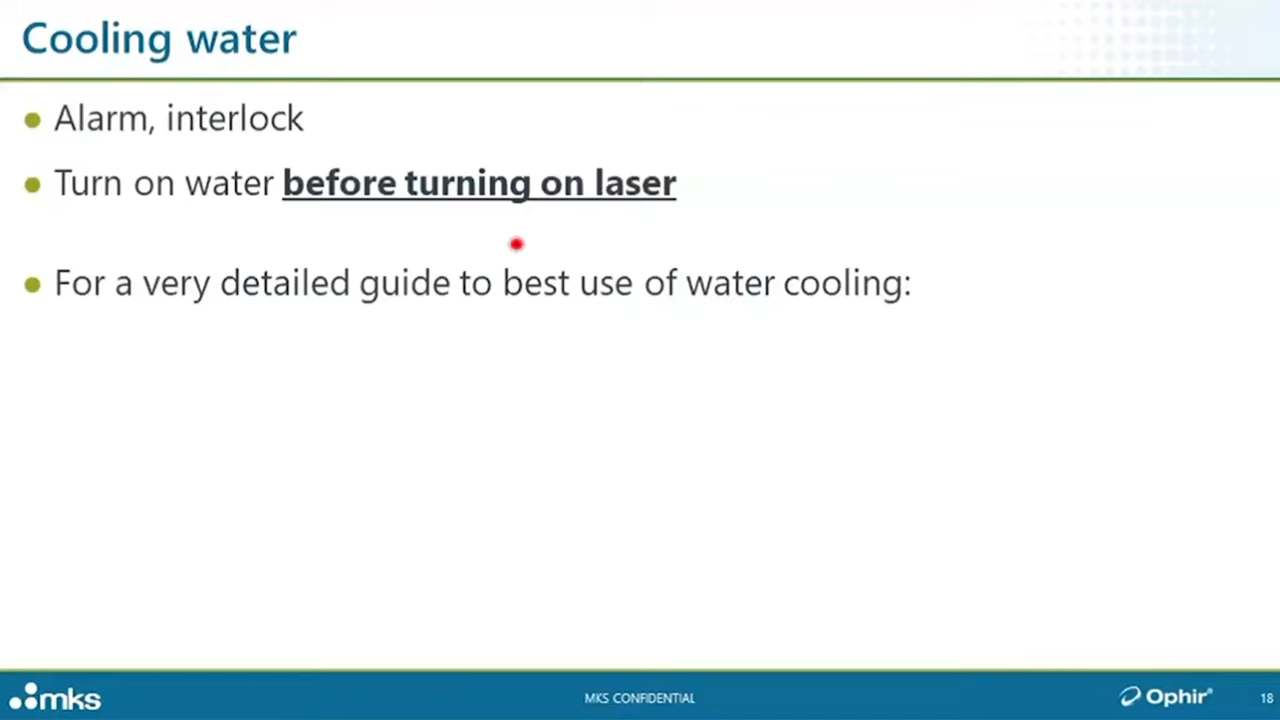 Cooling water
Alarm, interlock
Turn on water before turning on laser
For a very detailed guide to best use of water cooling:
mks
MKS CONFIDENTIAL
Ophir®
18